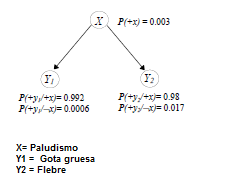 X P(+x) = 0.003
Y1 Y2
P(+y1/+x)= 0.992 P(+y2/+x)= 0.98
P(+y1/¬x)= 0.0006 P(+y2/¬x)= 0.017
X= Paludismo
Y1 = Gota gruesa
Y2 = Flebre